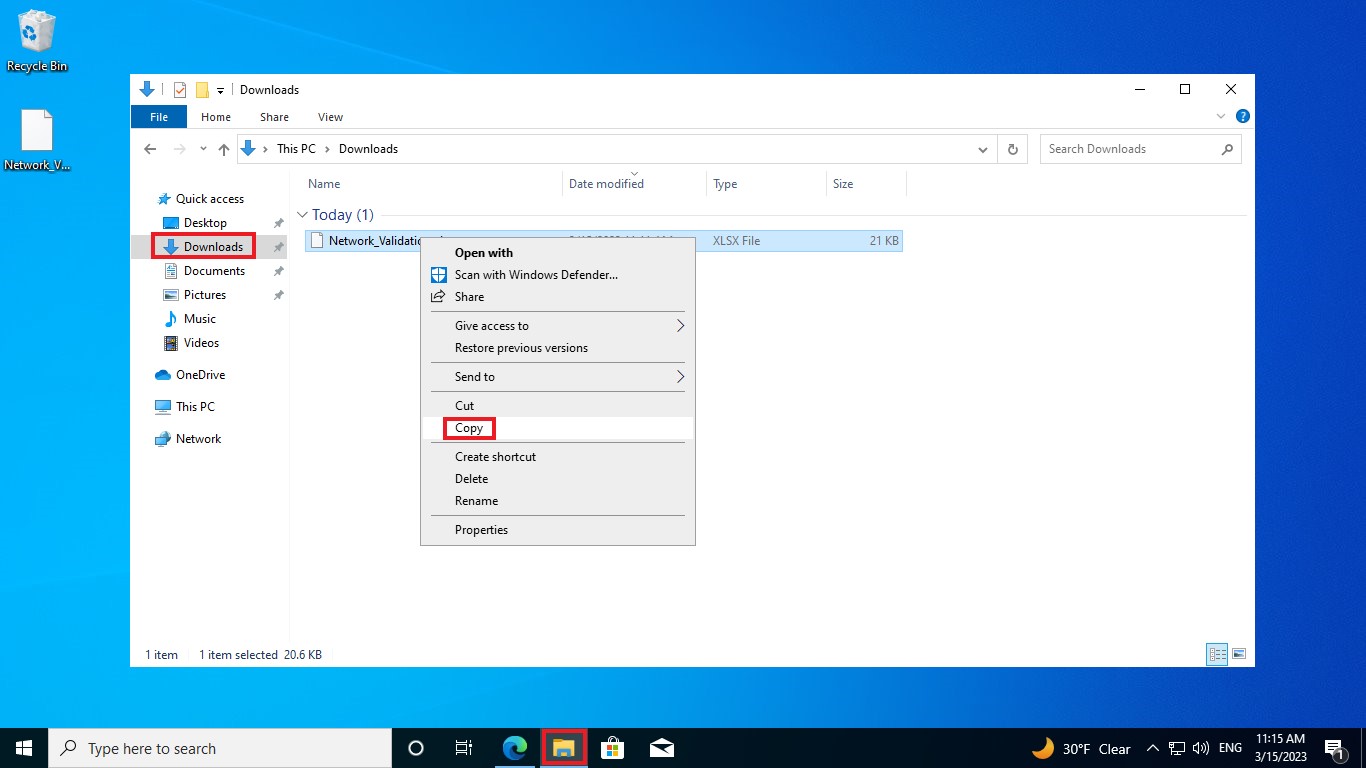 Recycle Bin
Network_V...
Downloads
File
Home
Share
View
This PC
Downloads
Search Downloads
Name
Date modified
Type
Size
Quick access
Desktop
Downloads
Documents
Pictures
Music
Videos
OneDrive
This PC
Network
Today (1)
XLSX File
21 KB
Open with
Scan with Windows Defender...
Share
Give access to
Restore previous versions
Send to
Cut
Copy
Create shortcut
Delete
Rename
Properties
1 item
1 item selected 20.6 KB
Type here to search
30°F Clear
ENG
11:15 AM
3/15/2023
1